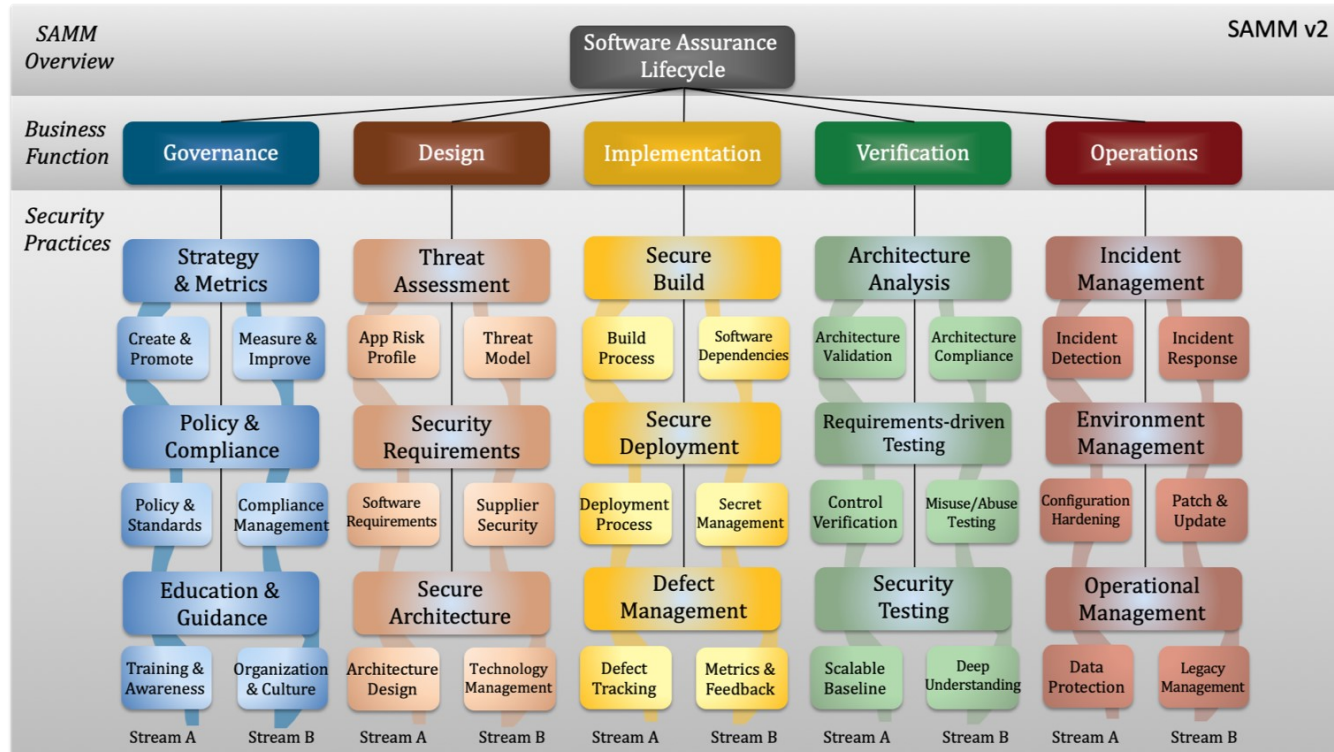 SAMM
Overview
Software Assurance
Lifecycle
SAMM v2
Business
Function
Governance
Design
Implementation
Verification
Operations
Security
Practices
Strategy
& Metrics
Threat
Assessment
Secure
Build
Architecture
Analysis
Incident
Management
Create &
Promote
Measure &
Improve
App Risk
Profile
Threat
Model
Build
Process
Software
Dependencies
Architecture
Validation
Architecture
Compliance
Incident
Detection
Incident
Response
Policy &
Compliance
Security
Requirements
Secure
Deployment
Requirements-driven
Testing
Environment
Management
Policy &
Standards
Compliance
Management
Software
Requirements
Supplier
Security
Deployment
Process
Secret
Management
Control
Verification
Misuse/Abuse
Testing
Configuration
Hardening
Patch &
Update
Education &
Guidance
Secure
Architecture
Defect
Management
Security
Testing
Operational
Management
Training &
Awareness
Organization
& Culture
Architecture
Design
Technology
Management
Defect
Tracking
Metrics &
Feedback
Scalable
Baseline
Deep
Understanding
Data
Protection
Legacy
Management
Stream A
Stream B
Stream A
Stream B
Stream A
Stream B
Stream A
Stream B
Stream A
Stream B